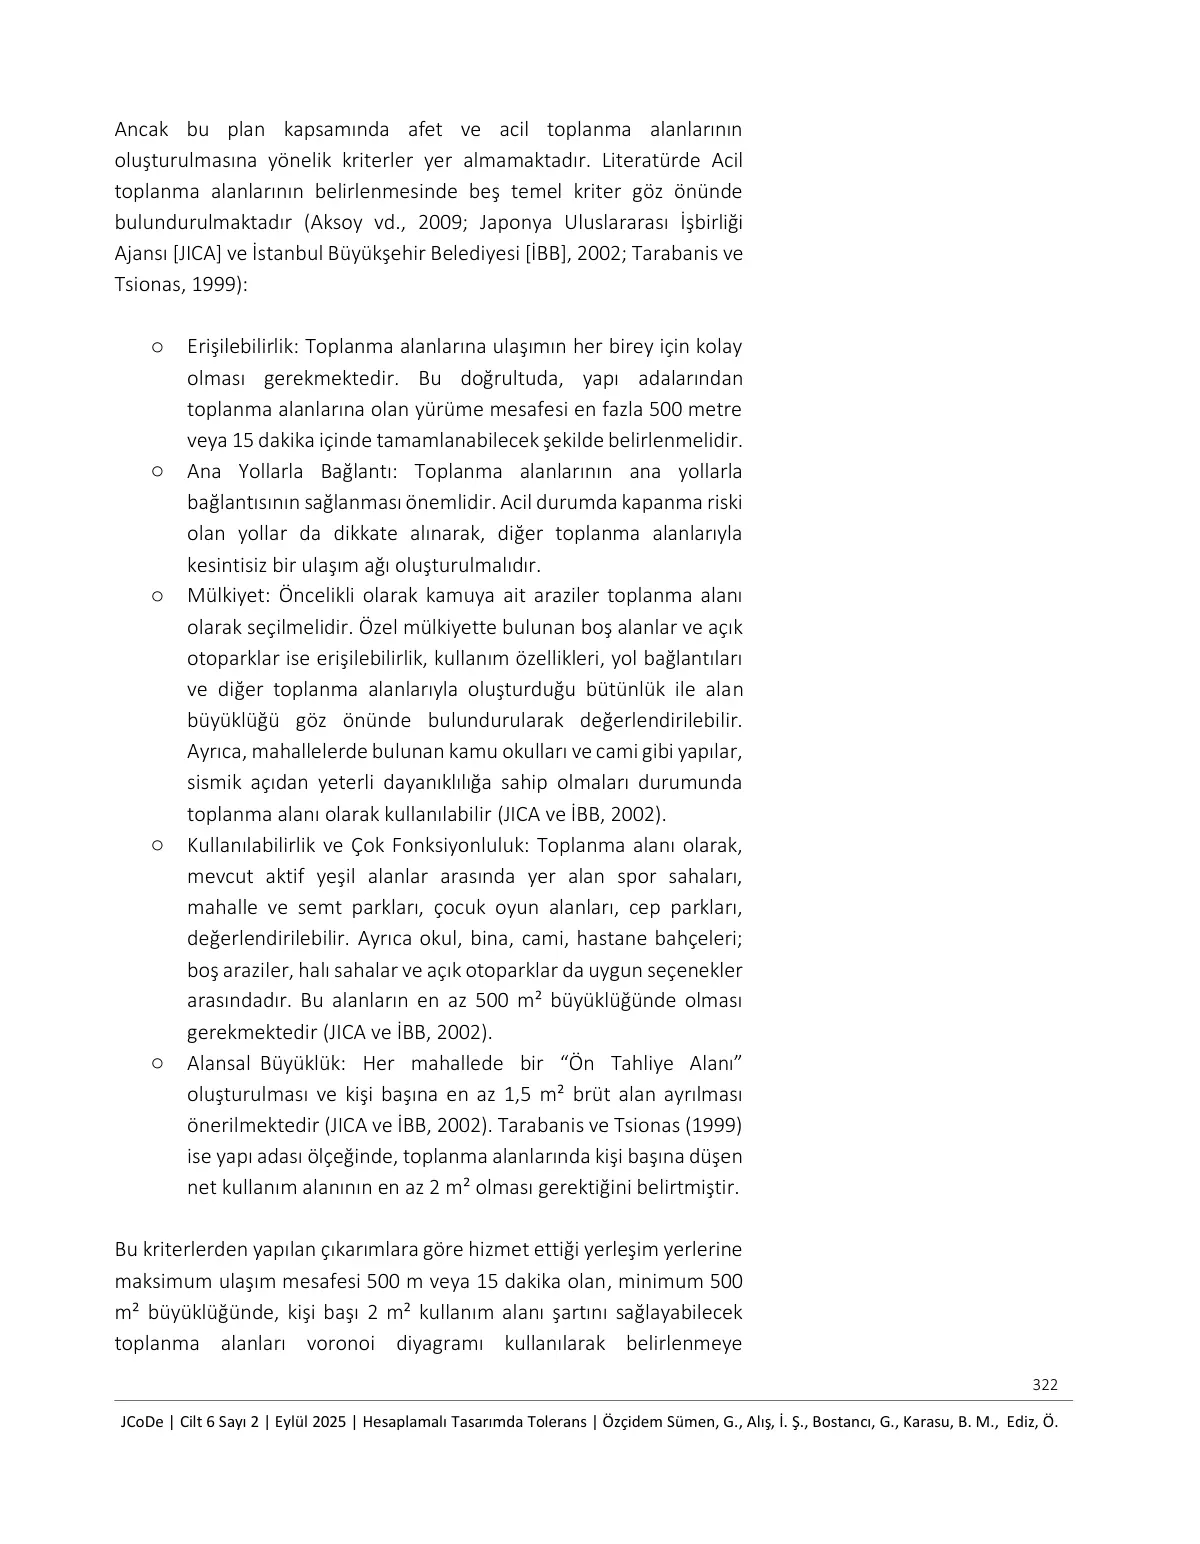 Ancak bu plan kapsamında afet ve acil toplanma alanlarının
oluşturulmasına yönelik kriterler yer almamaktadır. Literatürde Acil
toplanma alanlarının belirlenmesinde beş temel kriter göz önünde
bulundurulmaktadır (Aksoy vd., 2009; Japonya Uluslararası İşbirliği
Ajansı [JICA] ve İstanbul Büyükşehir Belediyesi [İBB], 2002; Tarabanis ve
Tsionas, 1999):
○ Erişilebilirlik: Toplanma alanlarına ulaşımın her birey için kolay
olması gerekmektedir. Bu doğrultuda, yapı adalarından
toplanma alanlarına olan yürüme mesafesi en fazla 500 metre
veya 15 dakika içinde tamamlanabilecek şekilde belirlenmelidir.
○ Ana Yollarla Bağlantı: Toplanma alanlarının ana yollarla
bağlantısının sağlanması önemlidir. Acil durumda kapanma riski
olan yollar da dikkate alınarak, diğer toplanma alanlarıyla
kesintisiz bir ulaşım ağı oluşturulmalıdır.
○ Mülkiyet: Öncelikli olarak kamuya ait araziler toplanma alanı
olarak seçilmelidir. Özel mülkiyette bulunan boş alanlar ve açık
otoparklar ise erişilebilirlik, kullanım özellikleri, yol bağlantıları
ve diğer toplanma alanlarıyla oluşturduğu bütünlük ile alan
büyüklüğü göz önünde bulundurularak değerlendirilebilir.
Ayrıca, mahallelerde bulunan kamu okulları ve cami gibi yapılar,
sismik açıdan yeterli dayanıklılığa sahip olmaları durumunda
toplanma alanı olarak kullanılabilir (JICA ve İBB, 2002).
○ Kullanılabilirlik ve Çok Fonksiyonluluk: Toplanma alanı olarak,
mevcut aktif yeşil alanlar arasında yer alan spor sahaları,
mahalle ve semt parkları, çocuk oyun alanları, cep parkları,
değerlendirilebilir. Ayrıca okul, bina, cami, hastane bahçeleri;
boş araziler, halı sahalar ve açık otoparklar da uygun seçenekler
arasındadır. Bu alanların en az 500 m² büyüklüğünde olması
gerekmektedir (JICA ve İBB, 2002).
○ Alansal Büyüklük: Her mahallede bir “Ön Tahliye Alanı”
oluşturulması ve kişi başına en az 1,5 m² brüt alan ayrılması
önerilmektedir (JICA ve İBB, 2002). Tarabanis ve Tsionas (1999)
ise yapı adası ölçeğinde, toplanma alanlarında kişi başına düşen
net kullanım alanının en az 2 m² olması gerektiğini belirtmiştir.
Bu kriterlerden yapılan çıkarımlara göre hizmet ettiği yerleşim yerlerine
maksimum ulaşım mesafesi 500 m veya 15 dakika olan, minimum 500
m² büyüklüğünde, kişi başı 2 m² kullanım alanı şartını sağlayabilecek
toplanma alanları voronoi diyagramı kullanılarak belirlenmeye
322
JCoDe | Cilt 6 Sayı 2 | Eylül 2025 | Hesaplamalı Tasarımda Tolerans | Özçidem Sümen, G., Alış, İ. Ş., Bostancı, G., Karasu, B. M., Ediz, Ö.